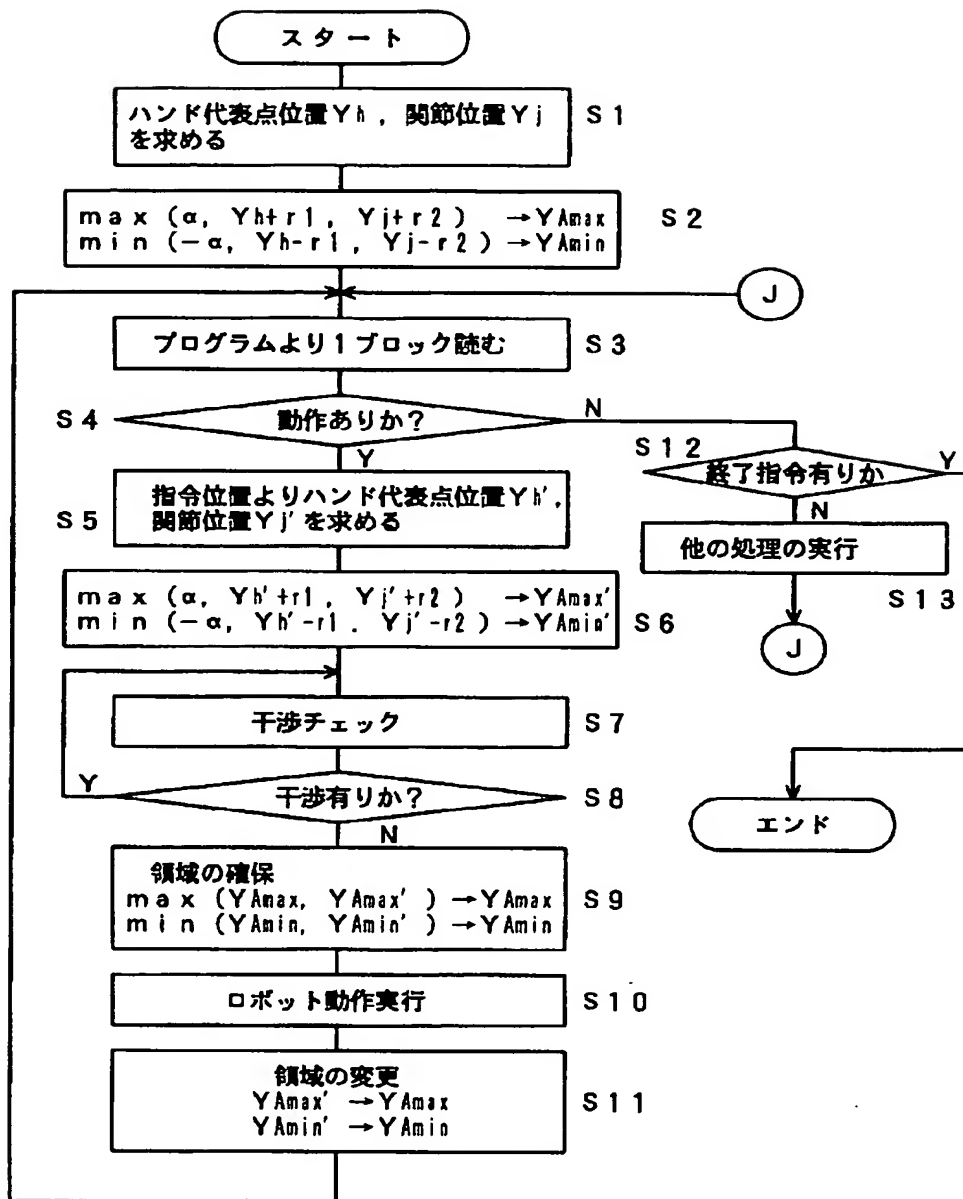 スタート
ハンド代表点位置Yh，関節位置Yj
を求める
S1
max (α, Yh+r1, Yj+r2) →YAmax
min (-α, Yh-r1, Yj-r2) →YAmin
S2
J
プログラムより1ブロック読む
S3
S4
動作ありか？
N
Y
S12
終了指令有りか
Y
N
S5
指令位置よりハンド代表点位置Yh′，
関節位置Yj′を求める
他の処理の実行
S13
max (α, Yh′+r1, Yj′+r2) →YAmax′
min (-α, Yh′-r1. Yj′-r2) →YAmin′
S6
J
干渉チェック
S7
Y
干渉有りか？
S8
N
エンド
領域の確保
max (YAmax, YAmax′) →YAmax
min (YAmin, YAmin′) →YAmin
S9
ロボット動作実行
S10
領域の変更
YAmax′ →YAmax
YAmin′ →YAmin
S11